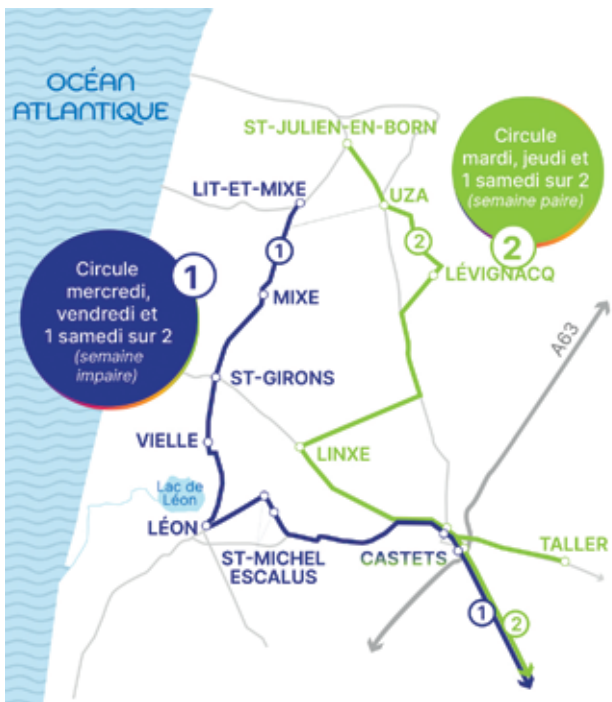 OCÉAN
ATLANTIQUE
ST-JULIEN-EN-BORN
Circule
mardi, jeudi et
1 samedi sur 2
(semaine paire)
2
LIT-ET-MIXE
UZA
1
2
LÉVIGNACQ
Circule
mercredi,
vendredi et
1 samedi sur 2
(semaine
impaire)
1
MIXE
A63
ST-GIRONS
VIELLE
LINXE
Lac de
Léon
LÉON
ST-MICHEL
ESCALUS
CASTETS
TALLER
1
2